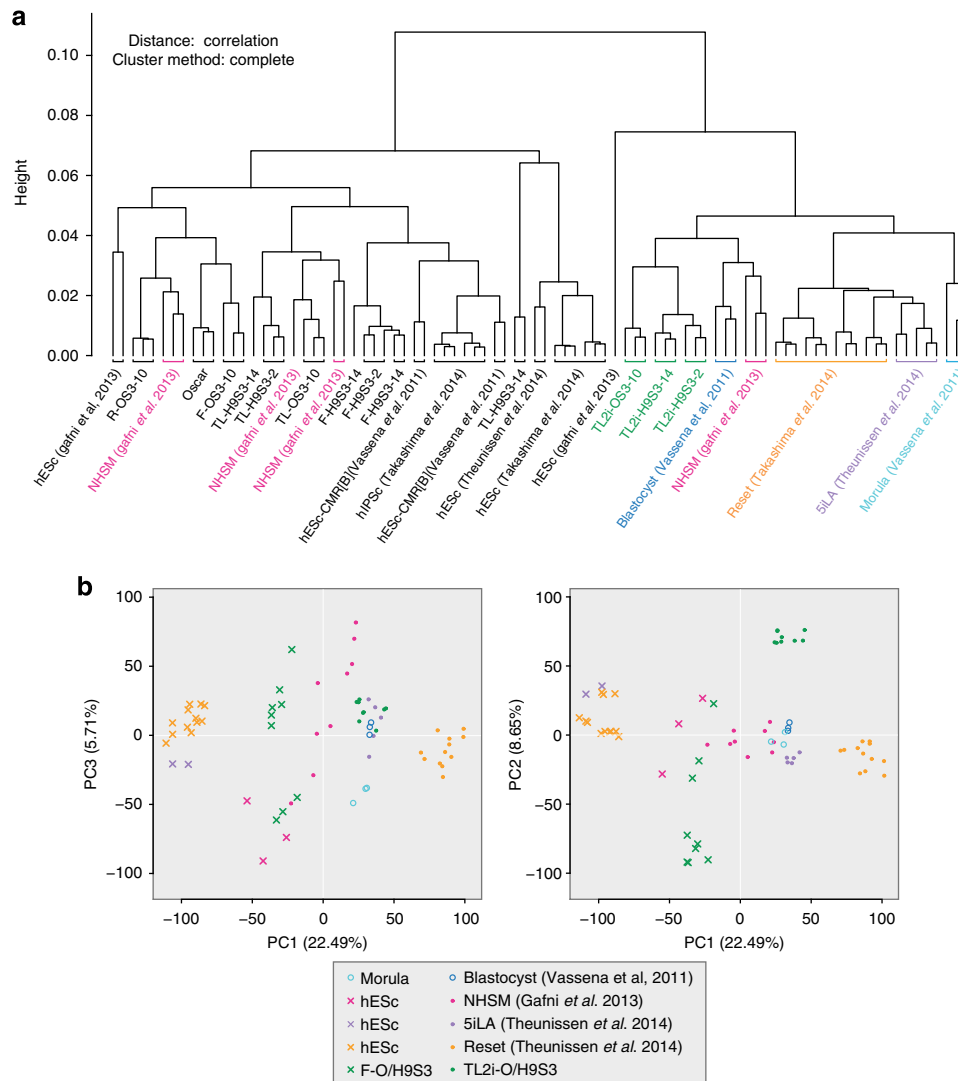 a
Distance: correlation
Cluster method: complete
Height
0.10
0.08
0.06
0.04
0.02
0.00
hESc (gafni et al, 2013)
R-OS3-10
NHSM (gafni et al. 2013)
Oscar
F-OS3-10
TL-H9S3-14
TL-H9S3-2
NHSM (gafni et al. 2013)
TL-OS3-10
NHSM (gafni et al. 2013)
F-H9S3-14
F-H9S3-2
F-H9S3-14
hESc-CMR[B](Vassena et al, 2011)
hIPSc (Takashima et al, 2014)
hESc-CMR[B](Vassena et al, 2011)
TL-H9S3-14
hESc (Theunissen et al, 2014)
hESc (Takashima et al, 2014)
hESc (gafni et al, 2013)
TL2i-OS3-10
TL2i-H9S3-14
TL2i-H9S3-2
Blastocyst (Vassena et al, 2011)
NHSM (gafni et al. 2013)
Reset (Takashima et al. 2014)
5iLA (Theunissen et al. 2014)
Morula (Vassena et al. 2011)
b
100
50
0
−50
−100
PC3 (5.71%)
−100
−50
0
50
100
PC1 (22.49%)
100
50
0
−50
−100
PC2 (8.65%)
−100
−50
0
50
100
PC1 (22.49%)
Morula
hESc
hESc
hESc
F-O/H9S3
Blastocyst (Vassena et al, 2011)
NHSM (Gafni et al. 2013)
5iLA (Theunissen et al. 2014)
Reset (Theunissen et al. 2014)
TL2i-O/H9S3